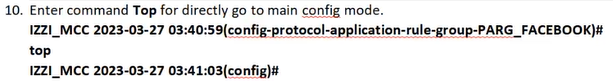 10. Enter command Top for directly go to main config mode.
IZZI_MCC 2023-03-27 03:40:59(config-protocol-application-rule-group-PARG_FACEBOOK)#
top
IZZI_MCC 2023-03-27 03:41:03(config)#